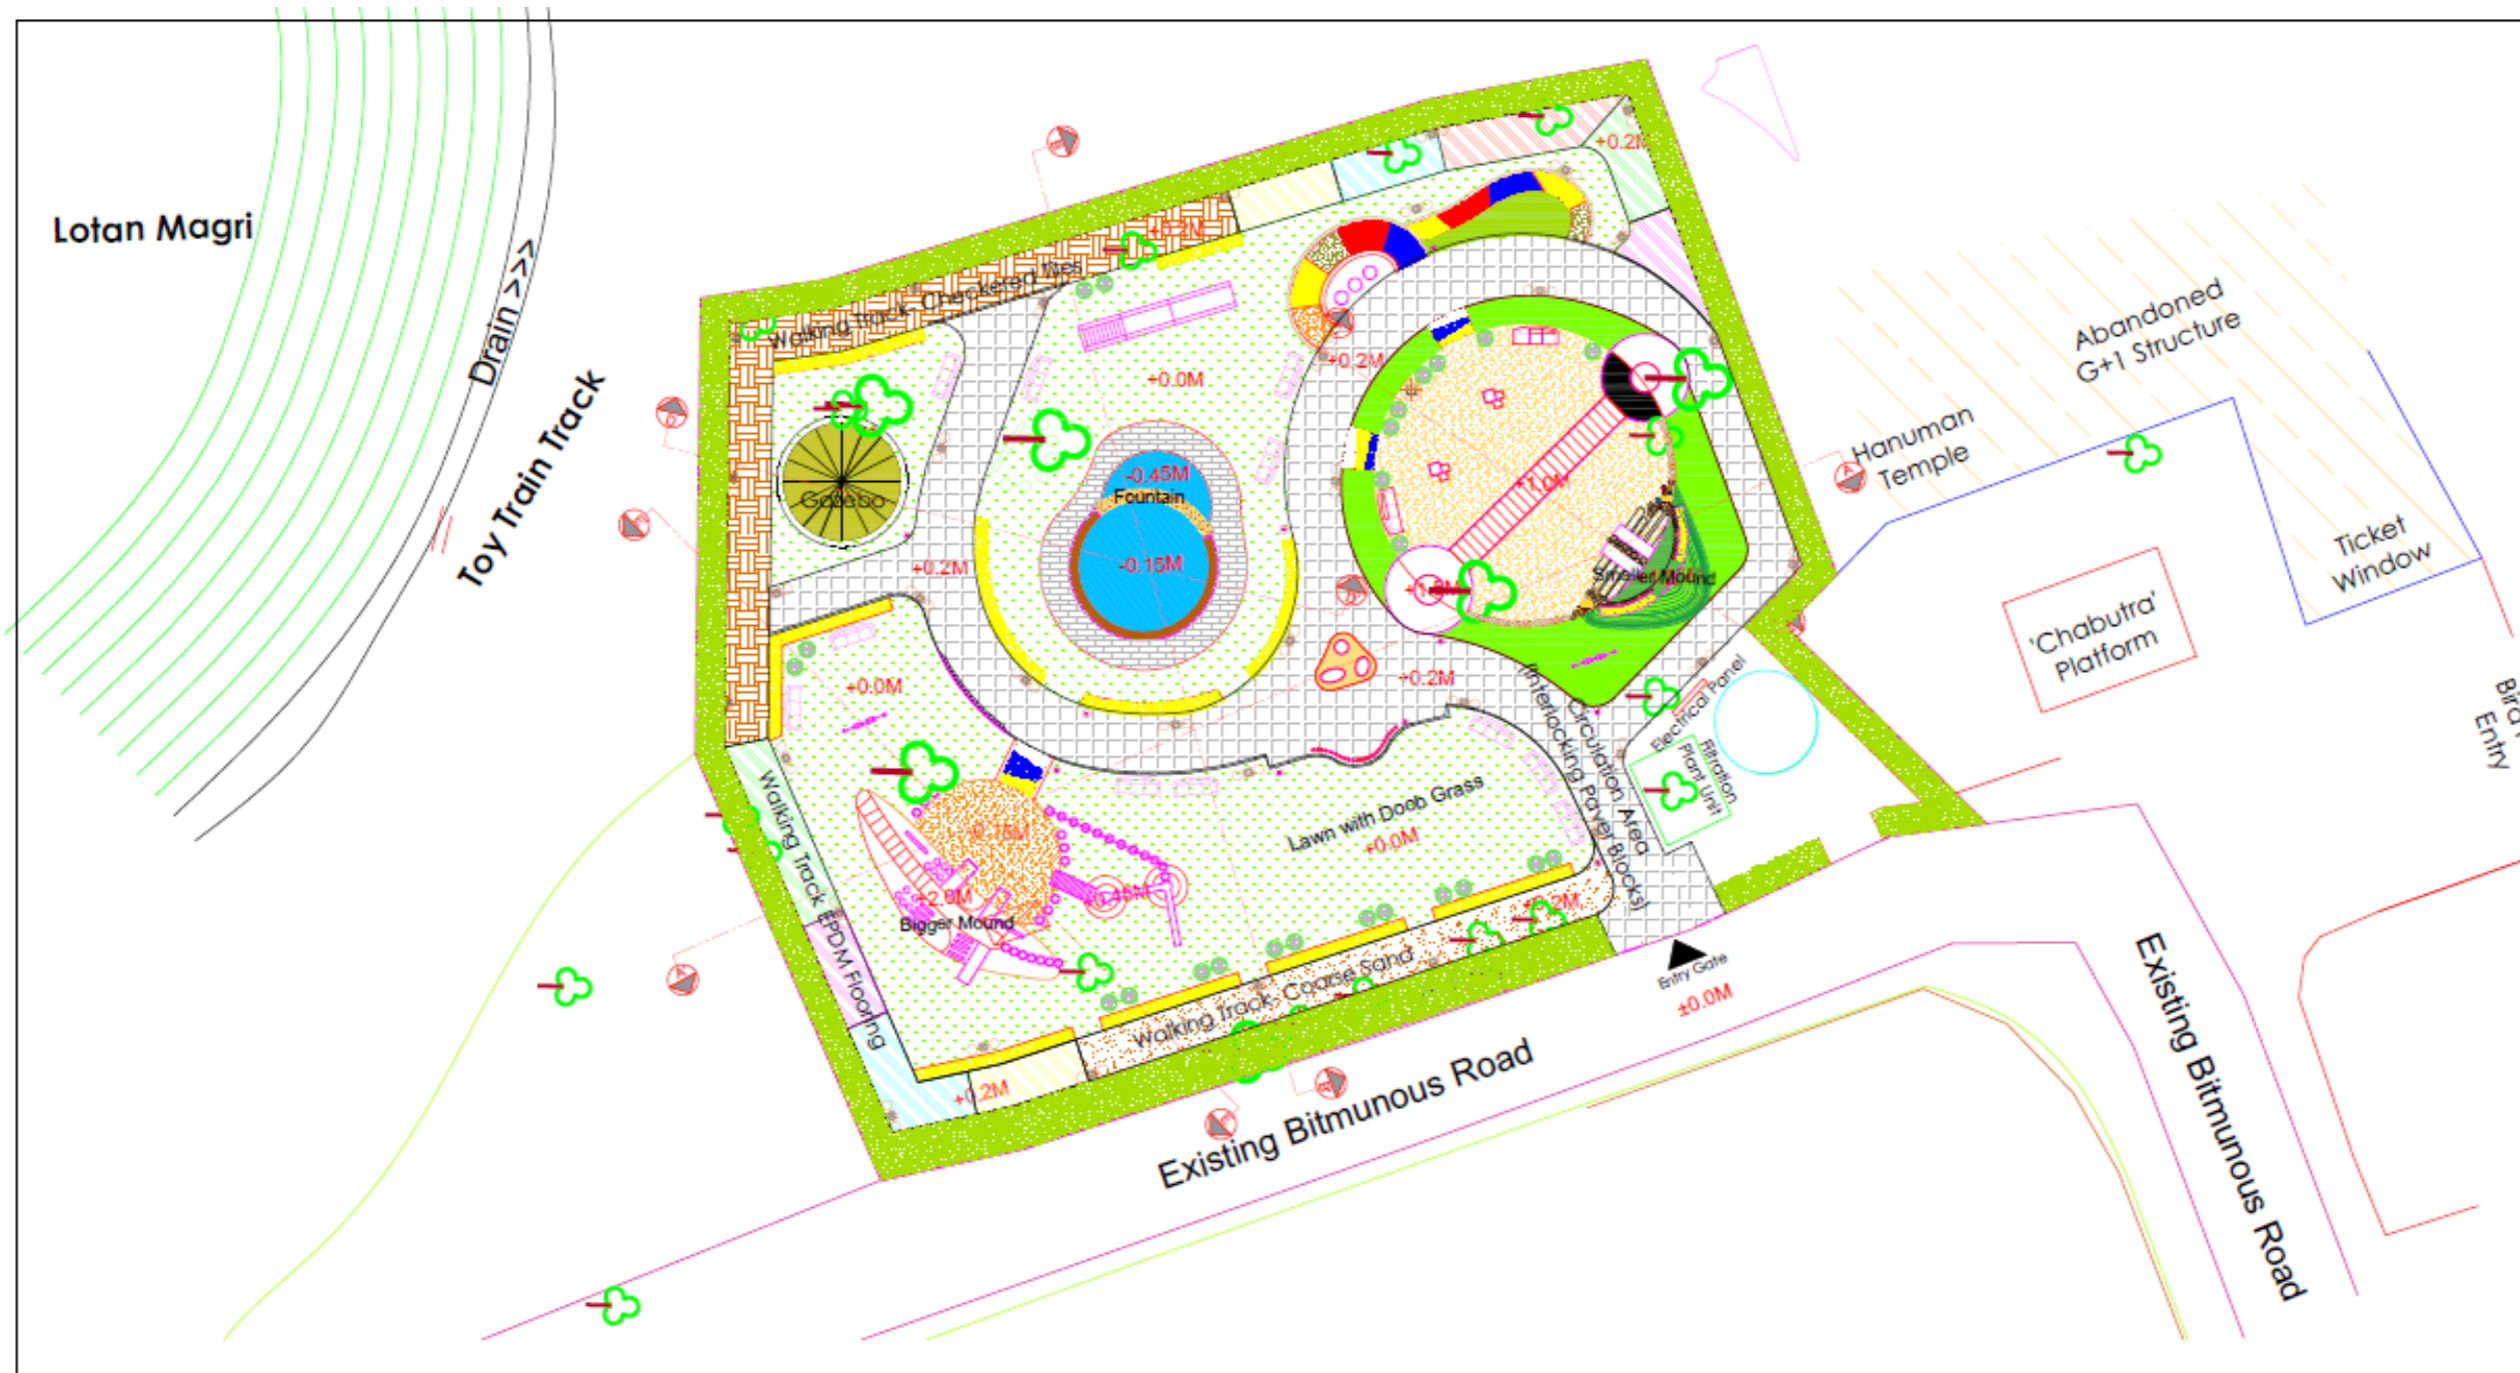 Lotan Magri
Drain >>>
Toy Train Track
+0.2M
+0.2M
Walking Track- Checkered Tiles
+0.2M
+0.0M
Gazebo
-0.45M
Fountain
-0.15M
+0.2M
+1.0M
Smaller Mound
+0.2M
+0.0M
Abandoned
G+1 Structure
Hanuman
Temple
Ticket
Window
'Chabutra'
Platform
Entry
Electrical Panel
Filtration
Plant Unit
Circulation Area
(Interlocking Paver Blocks)
Walking Track EPDM Flooring
+2.0M
Bigger Mound
Lawn with Doob Grass
+0.0M
Walking Track- Coarse Sand
+0.2M
Entry Gate
±0.0M
Existing Bitmunous Road
Existing Bitmunous Road